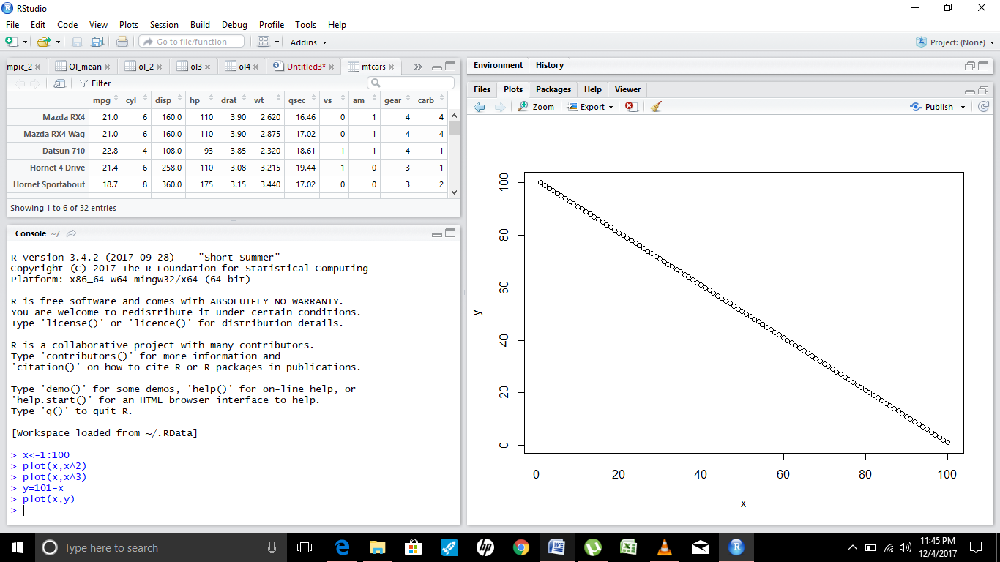 RStudio
File Edit Code View Plots Session Build Debug Profile Tools Help
Go to file/function Addins Project: (None)
mpic_2 Ol_mean ol_2 ol3 ol4 Untitled3* mtcars
Filter
mpg cyl disp hp drat wt qsec vs am gear carb
Mazda RX4 21.0 6 160.0 110 3.90 2.620 16.46 0 1 4 4
Mazda RX4 Wag 21.0 6 160.0 110 3.90 2.875 17.02 0 1 4 4
Datsun 710 22.8 4 108.0 93 3.85 2.320 18.61 1 1 4 1
Hornet 4 Drive 21.4 6 258.0 110 3.08 3.215 19.44 1 0 3 1
Hornet Sportabout 18.7 8 360.0 175 3.15 3.440 17.02 0 0 3 2
Showing 1 to 6 of 32 entries
Console ~/
R version 3.4.2 (2017-09-28) -- "Short Summer"
Copyright (C) 2017 The R Foundation for Statistical Computing
Platform: x86_64-w64-mingw32/x64 (64-bit)
R is free software and comes with ABSOLUTELY NO WARRANTY.
You are welcome to redistribute it under certain conditions.
Type 'license()' or 'licence()' for distribution details.
R is a collaborative project with many contributors.
Type 'contributors()' for more information and
'citation()' on how to cite R or R packages in publications.
Type 'demo()' for some demos, 'help()' for on-line help, or
'help.start()' for an HTML browser interface to help.
Type 'q()' to quit R.
[Workspace loaded from ~/.RData]
> x<-1:100
> plot(x,x^2)
> plot(x,x^3)
> y=101-x
> plot(x,y)
>
Environment History
Files Plots Packages Help Viewer
Zoom Export Publish
100
80
60
40
20
0
y
0 20 40 60 80 100
x
Type here to search
hp
11:45 PM
12/4/2017